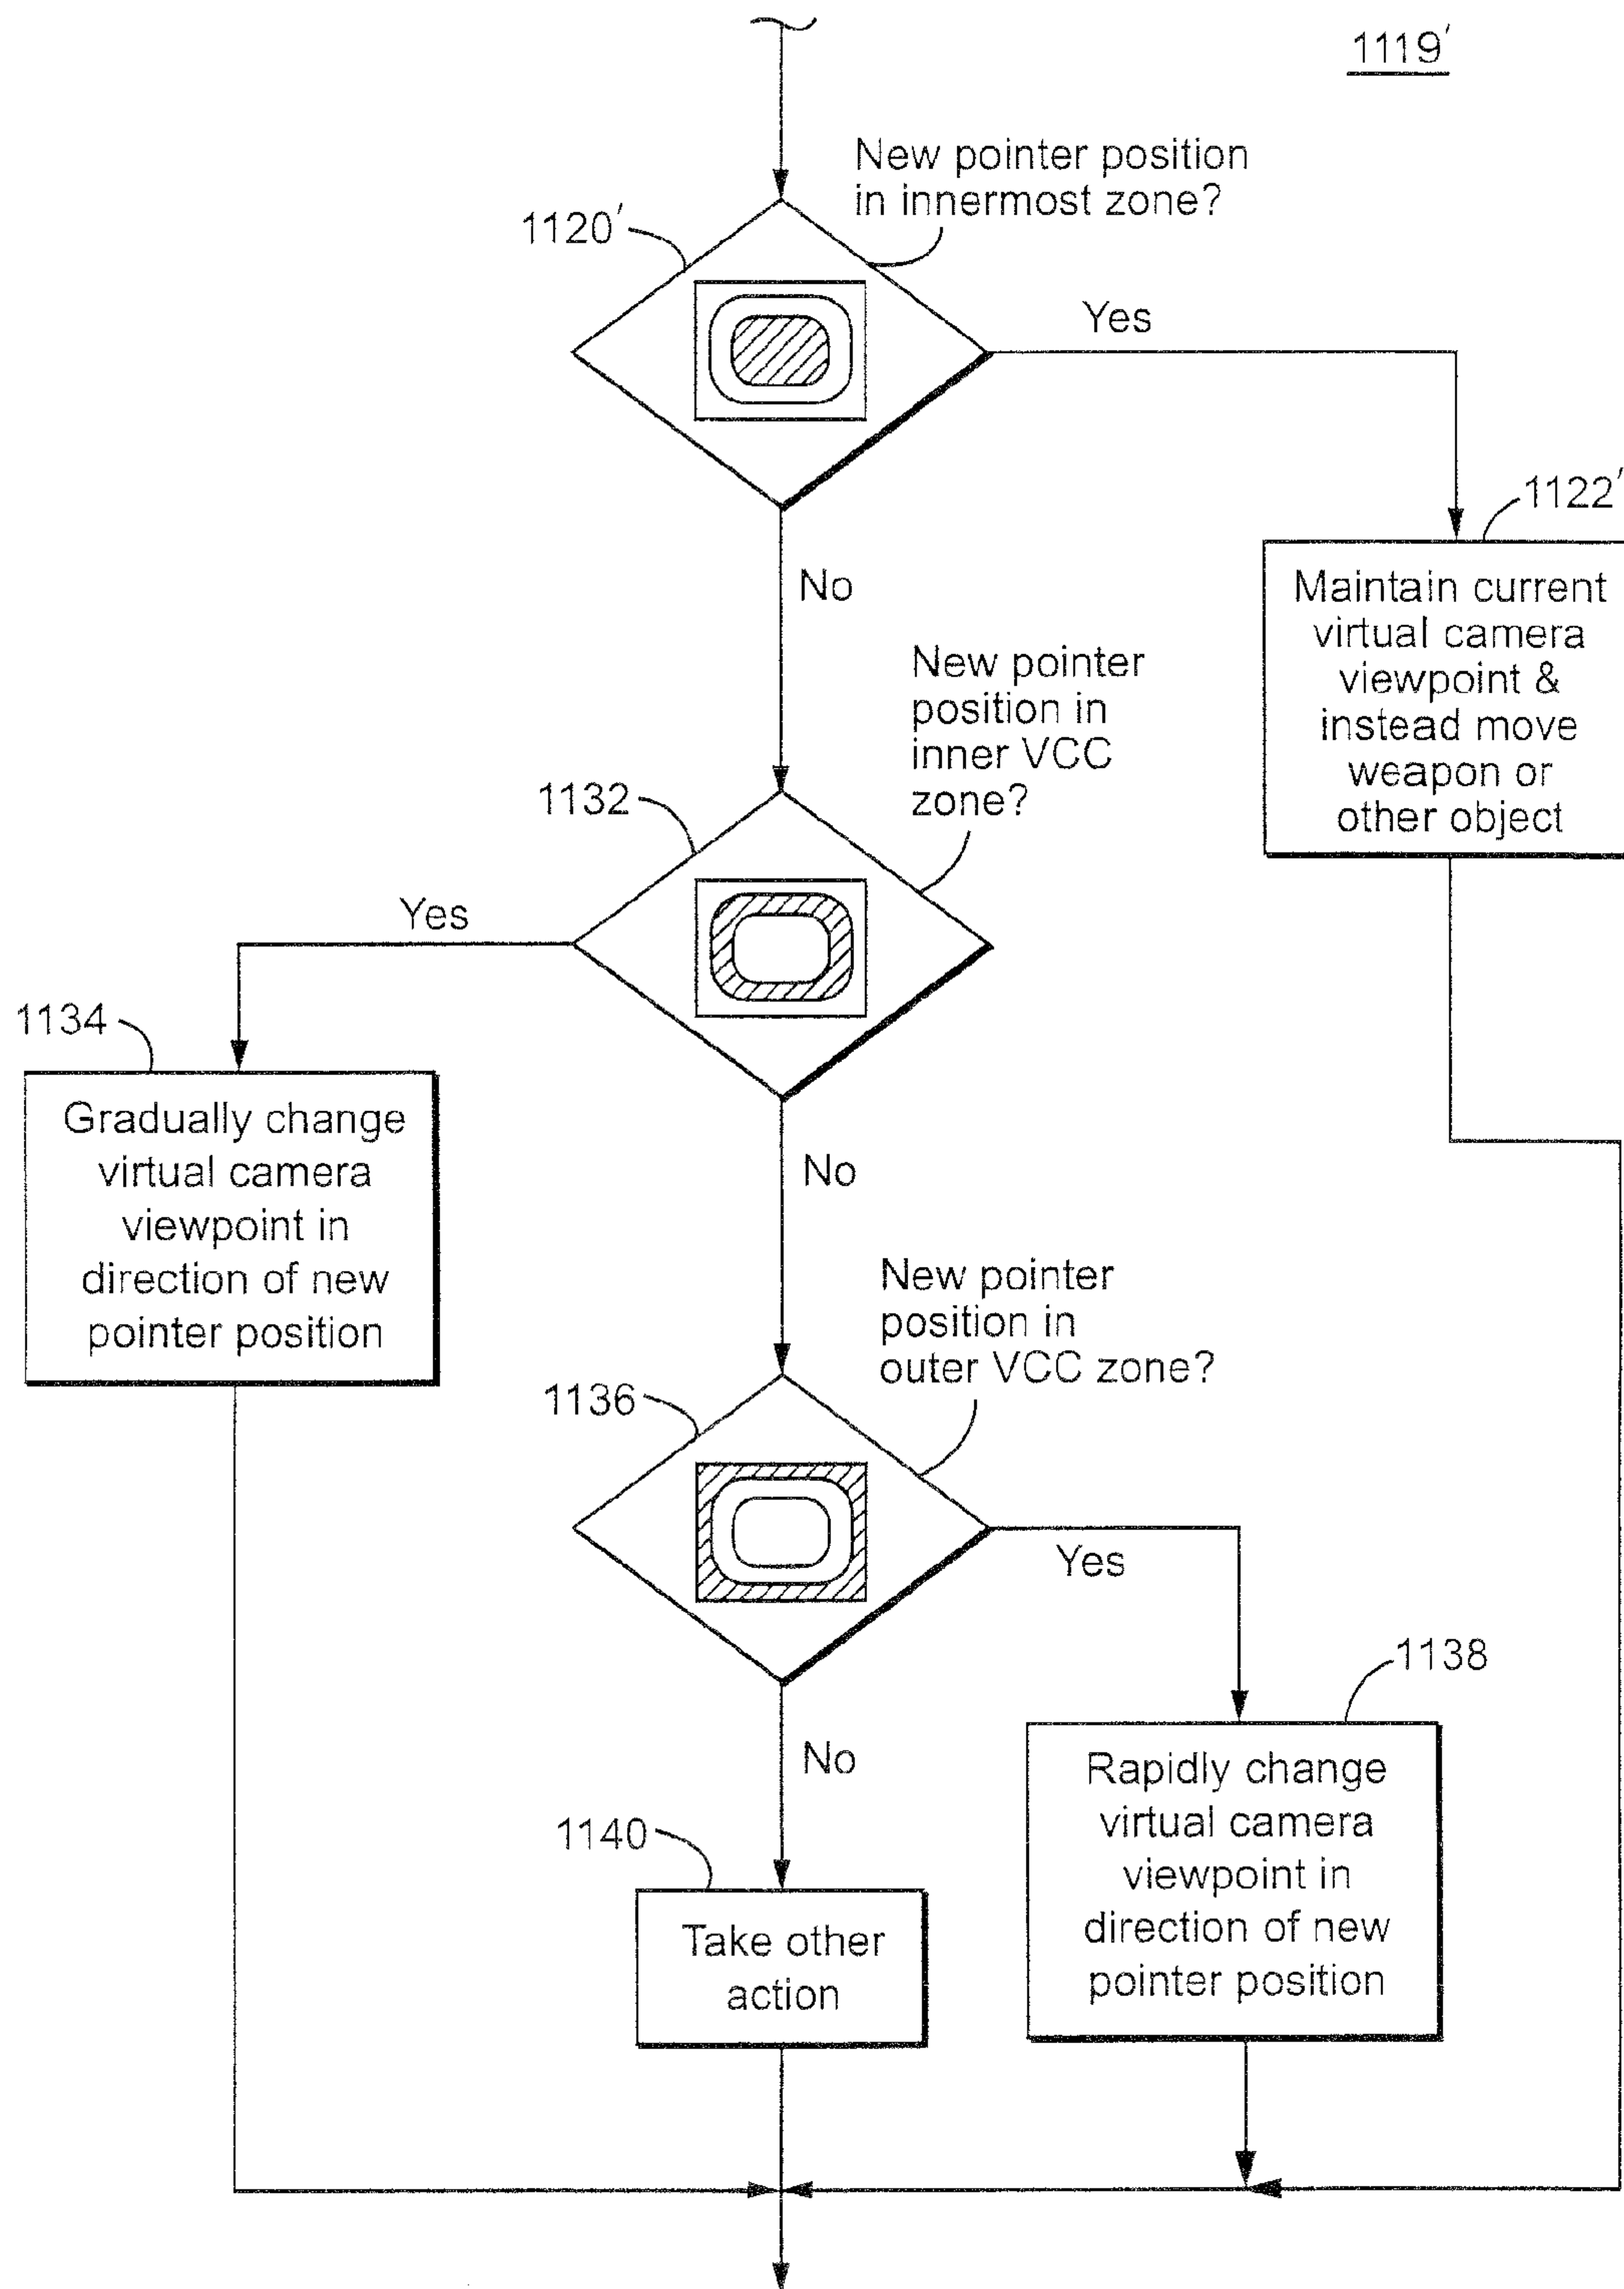 1119'
New pointer position
in innermost zone?
1120'
Yes
1122'
Maintain current
virtual camera
viewpoint &
instead move
weapon or
other object
No
New pointer
position in
inner VCC
zone?
1132
Yes
1134
Gradually change
virtual camera
viewpoint in
direction of new
pointer position
No
New pointer
position in
outer VCC zone?
1136
Yes
1138
Rapidly change
virtual camera
viewpoint in
direction of new
pointer position
No
1140
Take other
action